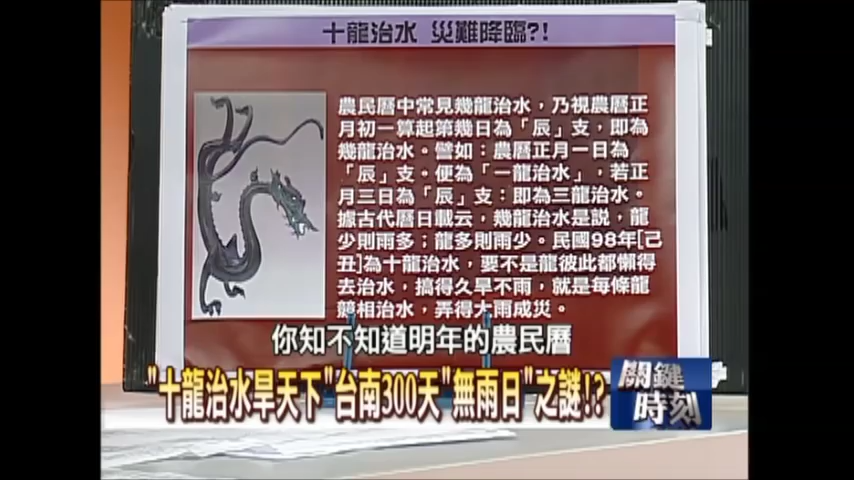 十龍治水 災難降臨?!
農民曆中常見幾龍治水，乃視農曆正
月初一算起第幾日為「辰」支，即為
幾龍治水。譬如：農曆正月一日為
「辰」支。便為「一龍治水」，若正
月三日為「辰」支：即為三龍治水。
據古代曆日載云，幾龍治水是說，龍
少則雨多；龍多則雨少。民國98年[己
丑]為十龍治水，要不是龍彼此都懶得
去治水，搞得久旱不雨，就是每條龍
競相治水，弄得大雨成災。
你知不知道明年的農民曆
"十龍治水旱天下"台南300天"無雨日"之謎!?
關鍵
時刻